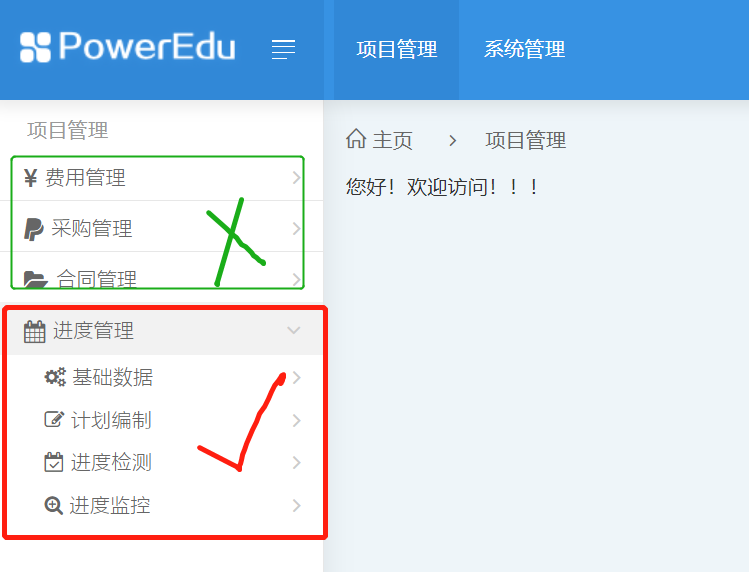 PowerEdu
项目管理
系统管理
项目管理
¥ 费用管理
采购管理
合同管理
进度管理
基础数据
计划编制
进度检测
进度监控
主页 > 项目管理
您好！欢迎访问！！！